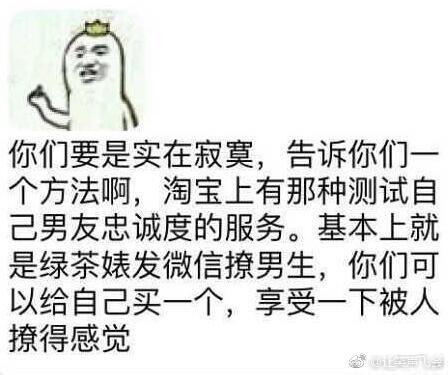 你们要是实在寂寞，告诉你们一
个方法啊，淘宝上有那种测试自
己男友忠诚度的服务。基本上就
是绿茶婊发微信撩男生，你们可
以给自己买一个，享受一下被人
撩得感觉